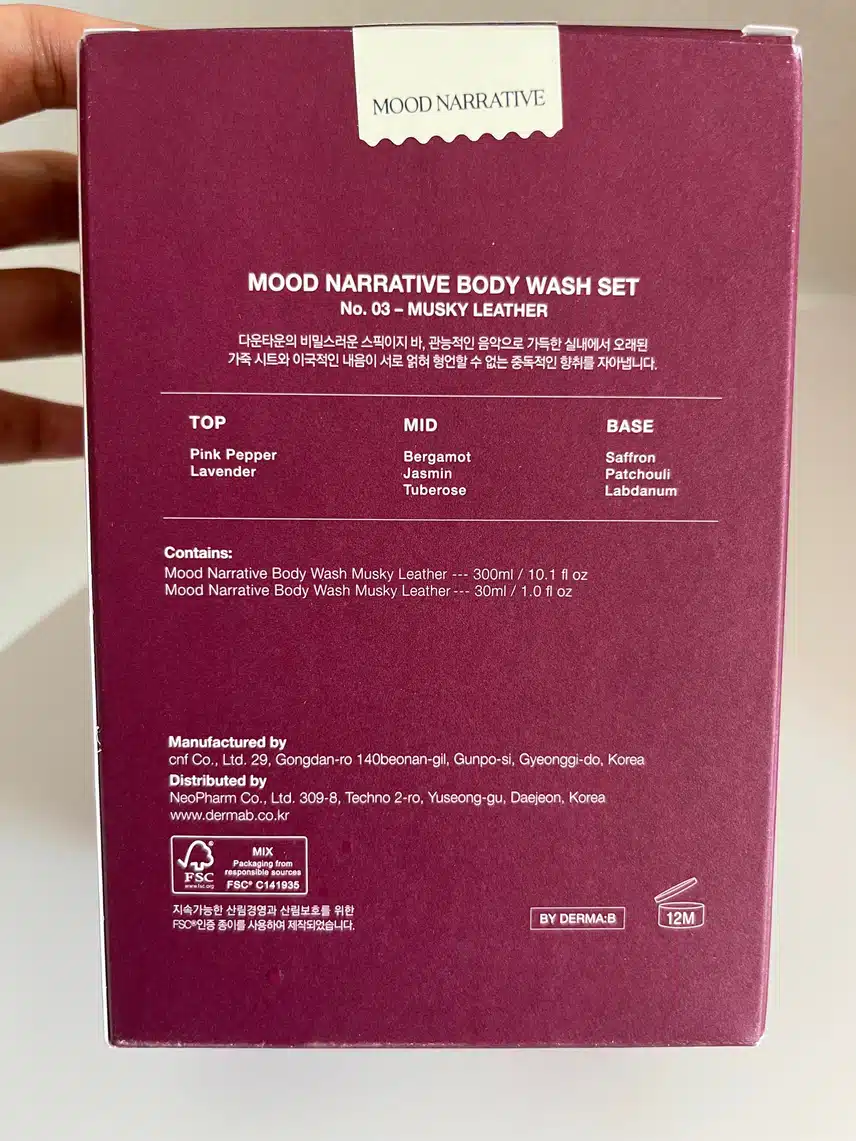 MOOD NARRATIVE
MOOD NARRATIVE BODY WASH SET
No. 03 – MUSKY LEATHER
다운타운의 비밀스러운 스픽이지 바, 관능적인 음악으로 가득한 실내에서 오래된
가죽 시트와 이국적인 내음이 서로 얽혀 형언할 수 없는 중독적인 향취를 자아냅니다.
TOP
Pink Pepper
Lavender
MID
Bergamot
Jasmin
Tuberose
BASE
Saffron
Patchouli
Labdanum
Contains:
Mood Narrative Body Wash Musky Leather --- 300ml / 10.1 fl oz
Mood Narrative Body Wash Musky Leather --- 30ml / 1.0 fl oz
Manufactured by
cnf Co., Ltd. 29, Gongdan-ro 140beonan-gil, Gunpo-si, Gyeonggi-do, Korea
Distributed by
NeoPharm Co., Ltd. 309-8, Techno 2-ro, Yuseong-gu, Daejeon, Korea
www.dermab.co.kr
FSC
www.fsc.org
MIX
Packaging from
responsible sources
FSC® C141935
지속가능한 산림경영과 산림보호를 위한
FSC®인증 종이를 사용하여 제작되었습니다.
BY DERMA:B
12M